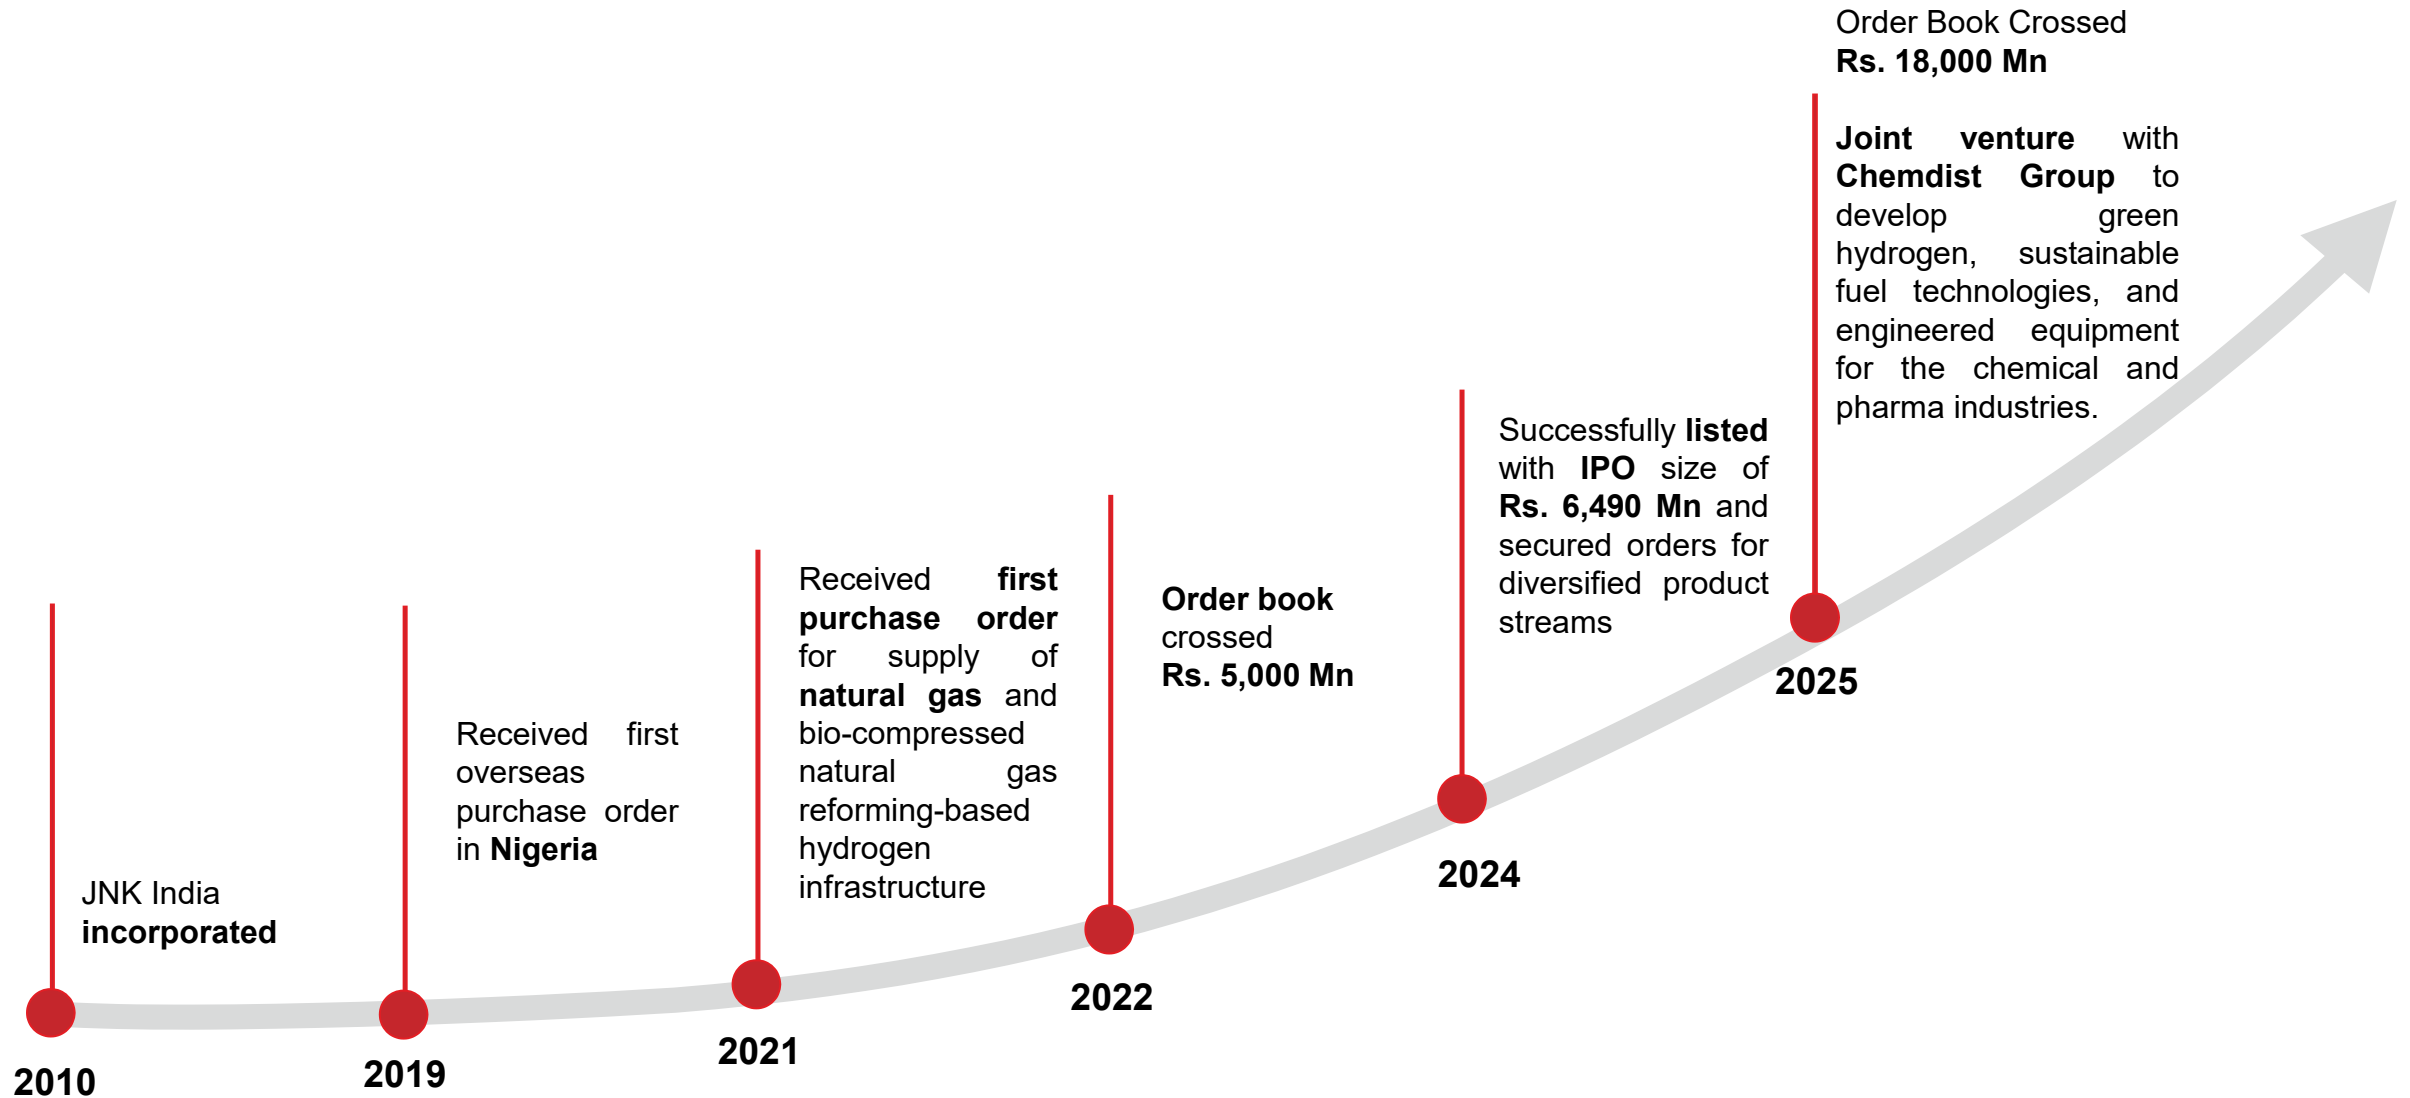 JNK India
incorporated
2010
Received first
overseas
purchase order
in Nigeria
2019
Received first
purchase order
for supply of
natural gas and
bio-compressed
natural gas
reforming-based
hydrogen
infrastructure
2021
Order book
crossed
Rs. 5,000 Mn
2022
Successfully listed
with IPO size of
Rs. 6,490 Mn and
secured orders for
diversified product
streams
2024
Order Book Crossed
Rs. 18,000 Mn
Joint venture with
Chemdist Group to
develop green
hydrogen, sustainable
fuel technologies, and
engineered equipment
for the chemical and
pharma industries.
2025